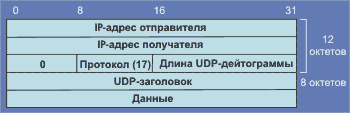 0 8 16 31
IP-адрес отправителя
IP-адрес получателя
12 октетов
0 Протокол (17) Длина UDP-дейтограммы
UDP-заголовок
8 октетов
Данные